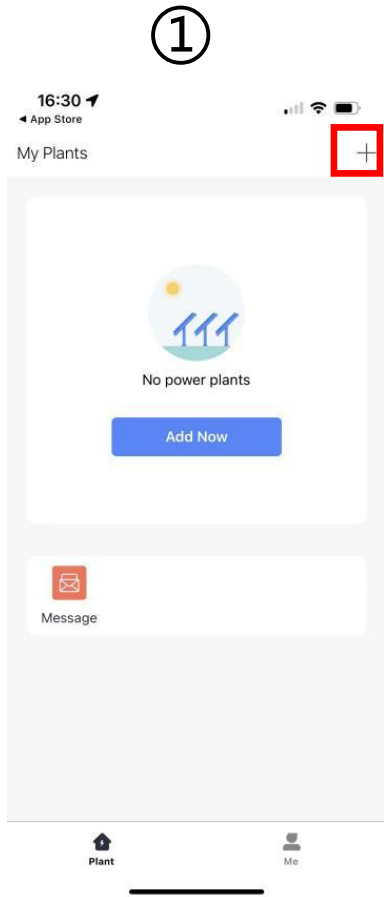 ①
16:30
◀ App Store
My Plants
No power plants
Add Now
Message
Plant
Me